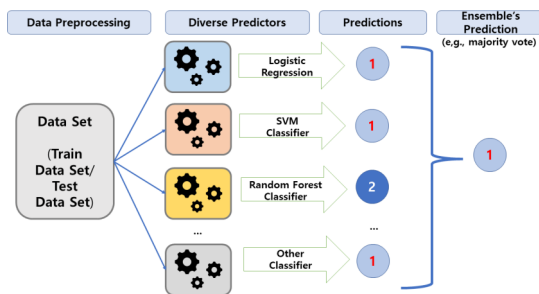 Data Preprocessing
Diverse Predictors
Predictions
Ensemble's
Prediction
(e.g., majority vote)
Data Set
(Train
Data Set/
Test
Data Set)
Logistic
Regression
1
SVM
Classifier
1
1
Random Forest
Classifier
2
...
...
Other
Classifier
1